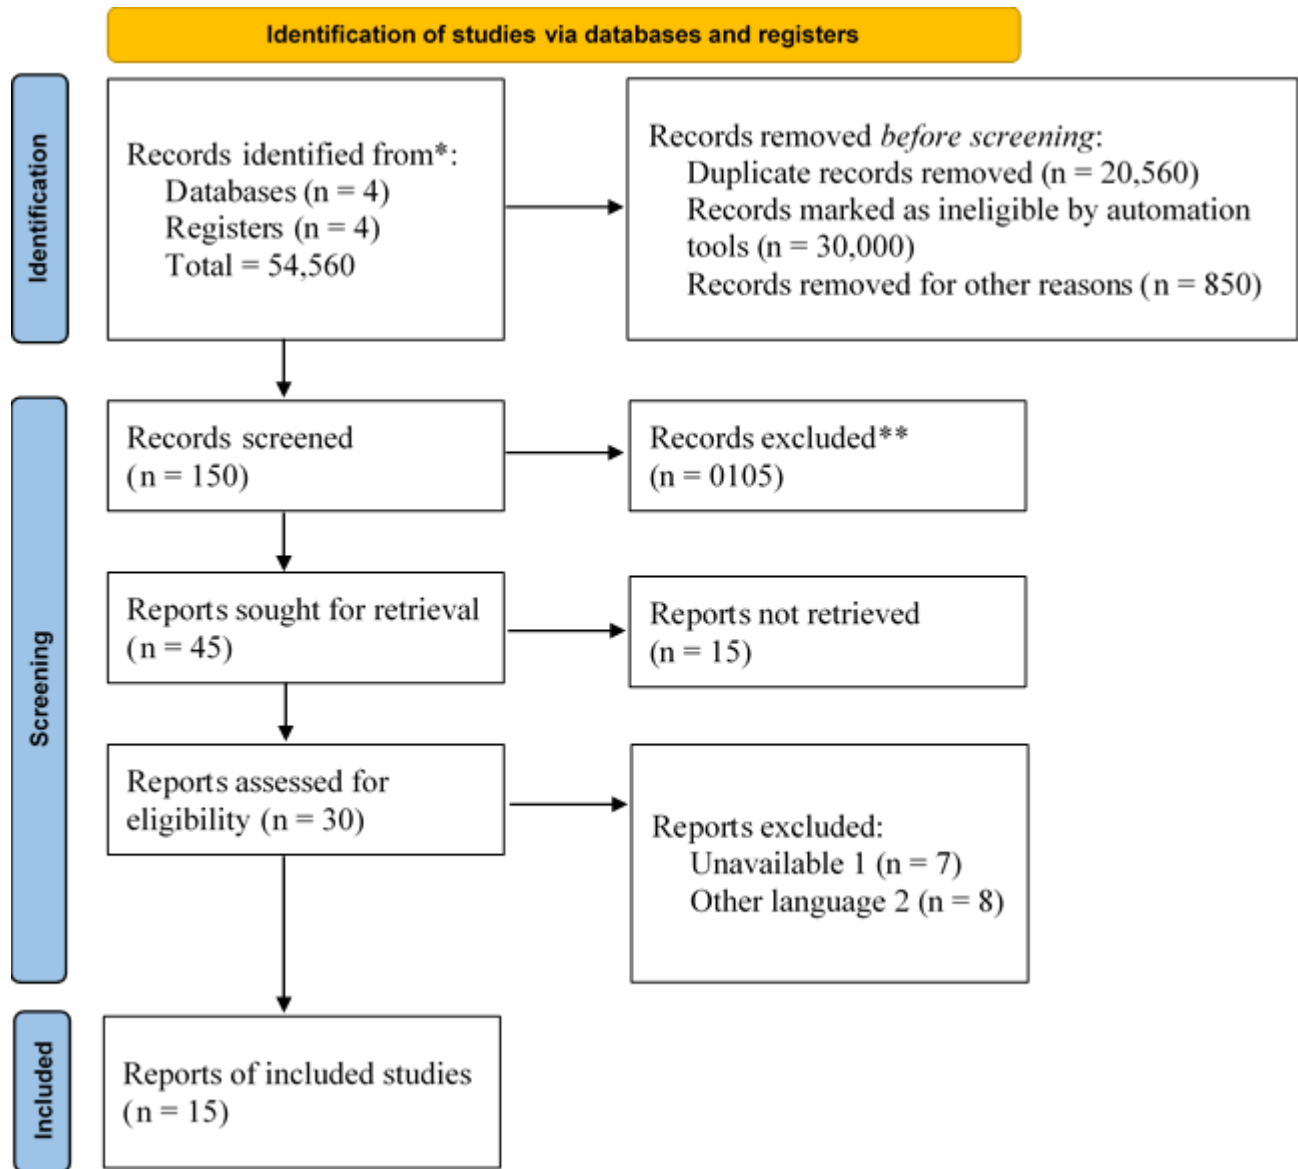 Identification of studies via databases and registers
Identification
Records identified from*:
Databases (n = 4)
Registers (n = 4)
Total = 54,560
Records removed before screening:
Duplicate records removed (n = 20,560)
Records marked as ineligible by automation
tools (n = 30,000)
Records removed for other reasons (n = 850)
Screening
Records screened
(n = 150)
Records excluded**
(n = 0105)
Reports sought for retrieval
(n = 45)
Reports not retrieved
(n = 15)
Reports assessed for
eligibility (n = 30)
Reports excluded:
Unavailable 1 (n = 7)
Other language 2 (n = 8)
Included
Reports of included studies
(n = 15)